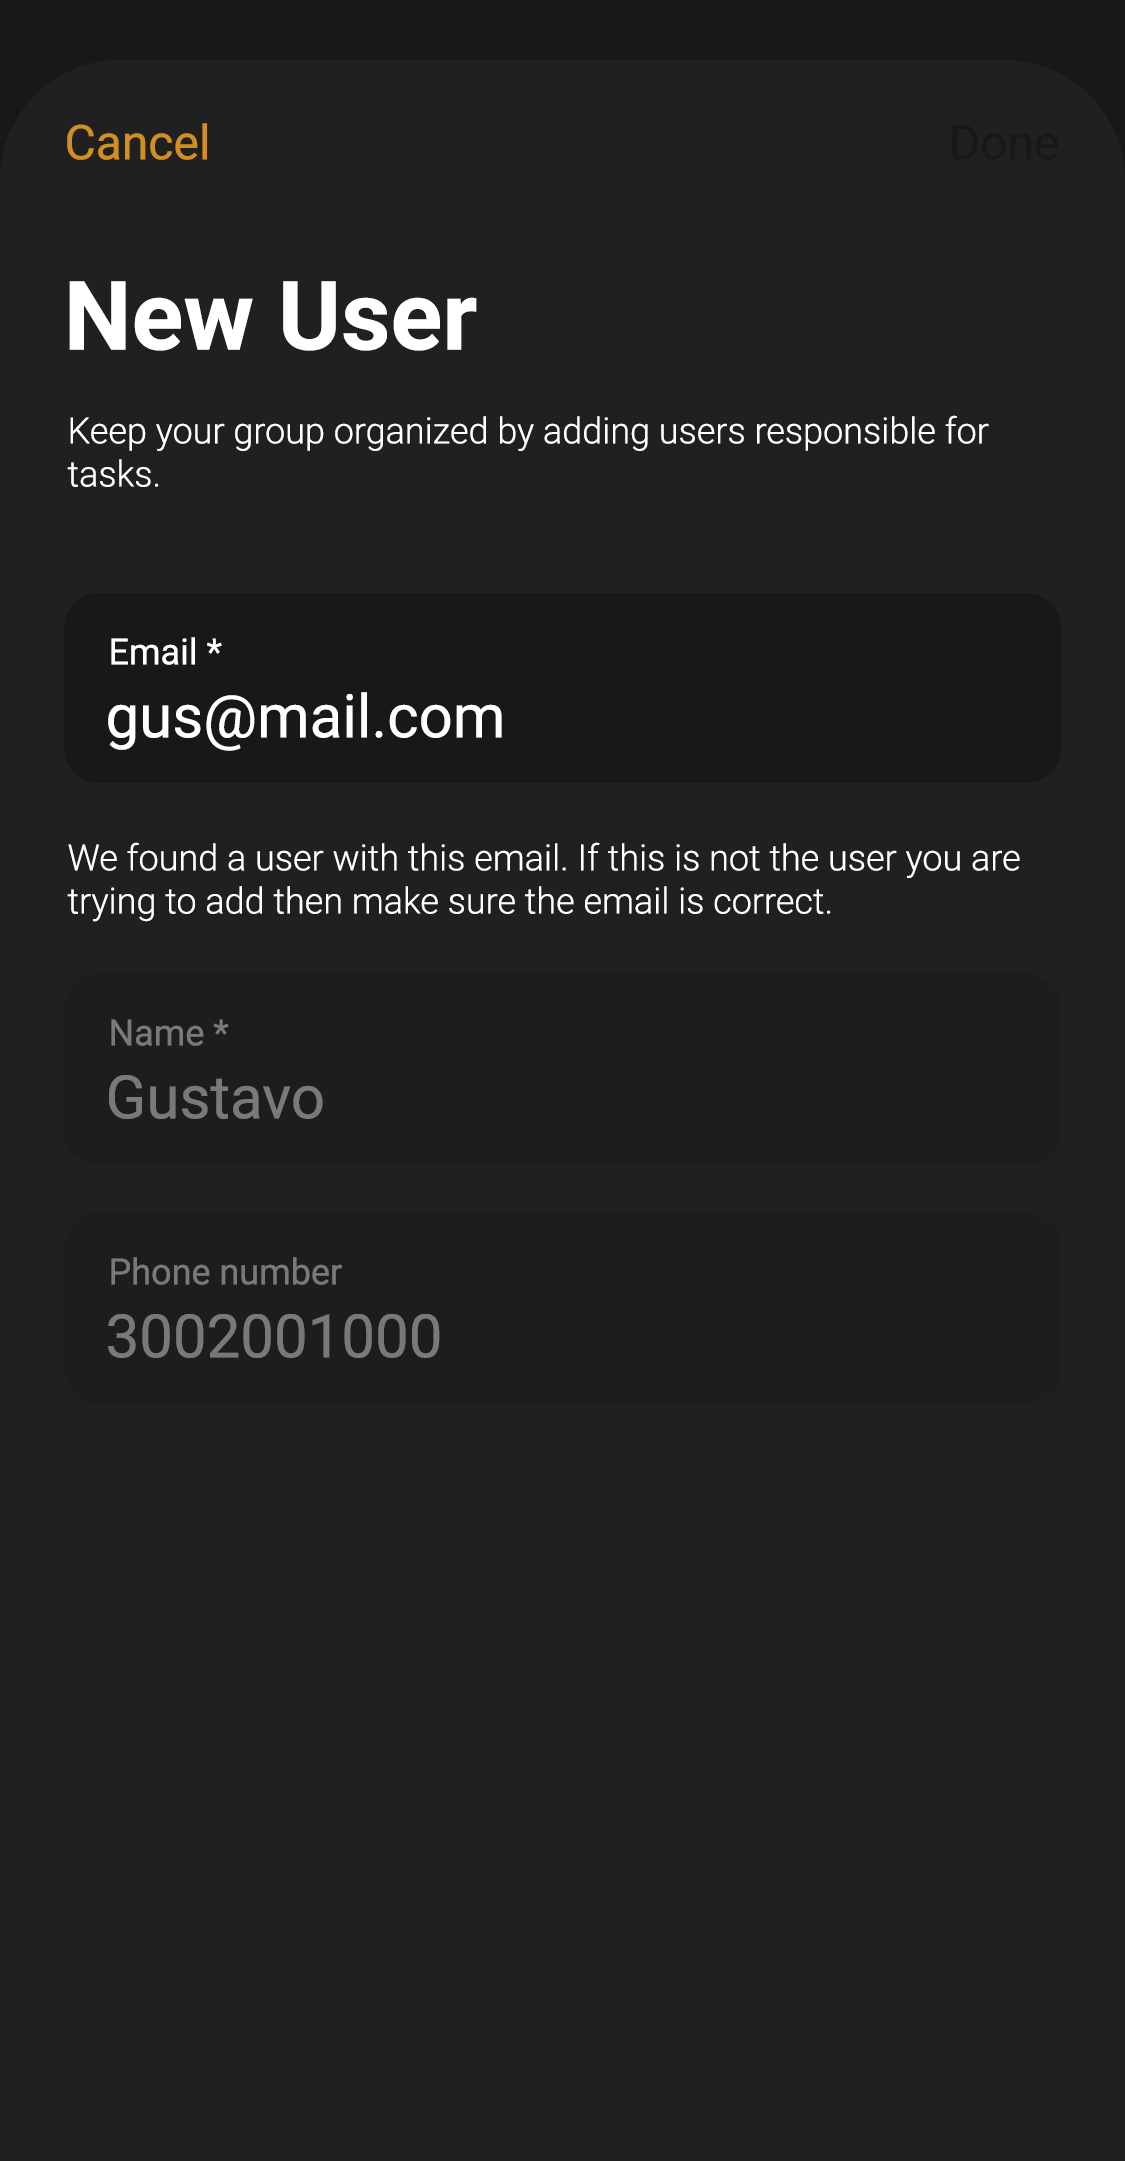 Cancel
Done
New User
Keep your group organized by adding users responsible for
tasks.
Email *
gus@mail.com
We found a user with this email. If this is not the user you are
trying to add then make sure the email is correct.
Name *
Gustavo
Phone number
3002001000